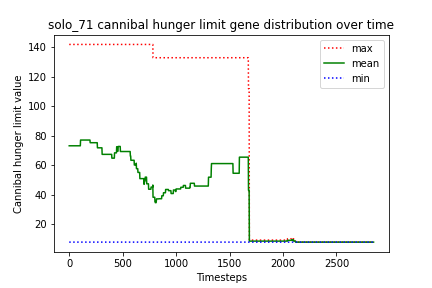 solo_71 cannibal hunger limit gene distribution over time
140
120
100
80
60
40
20
Cannibal hunger limit value
max
mean
min
0
500
1000
1500
2000
2500
Timesteps